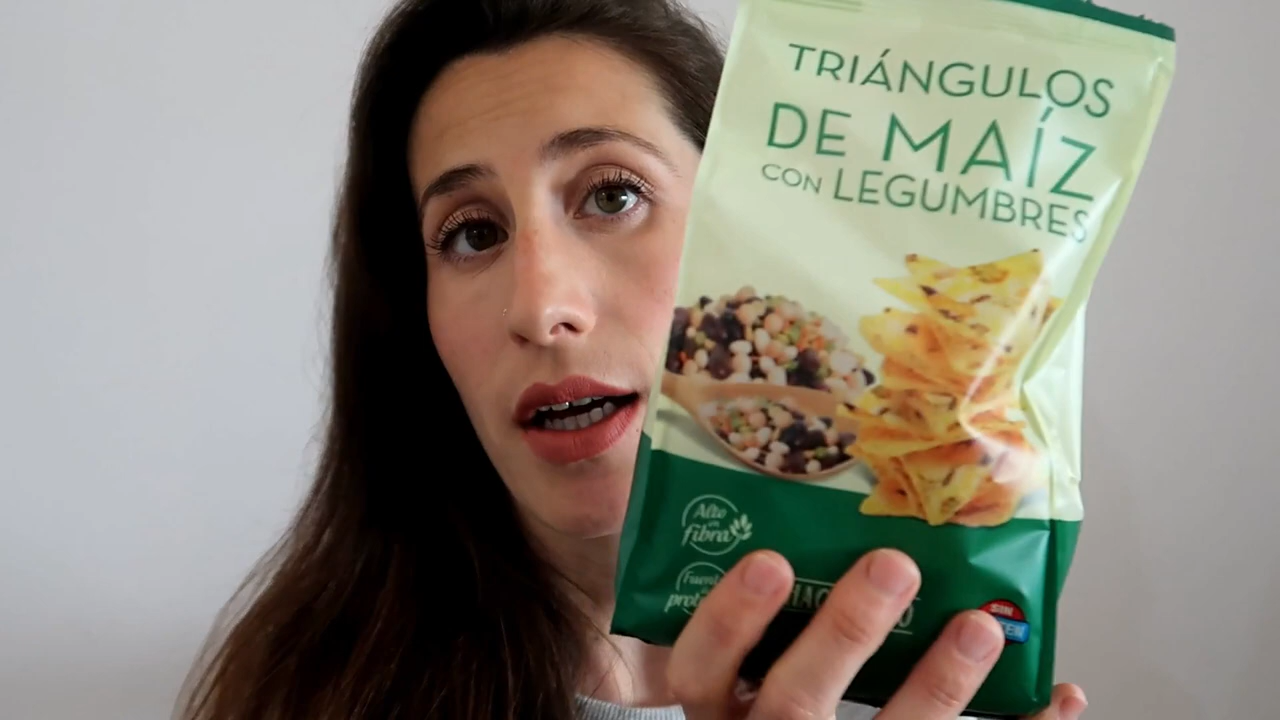 TRIÁNGULOS
DE MAÍZ
CON LEGUMBRES
Alto
en
fibra
SIN